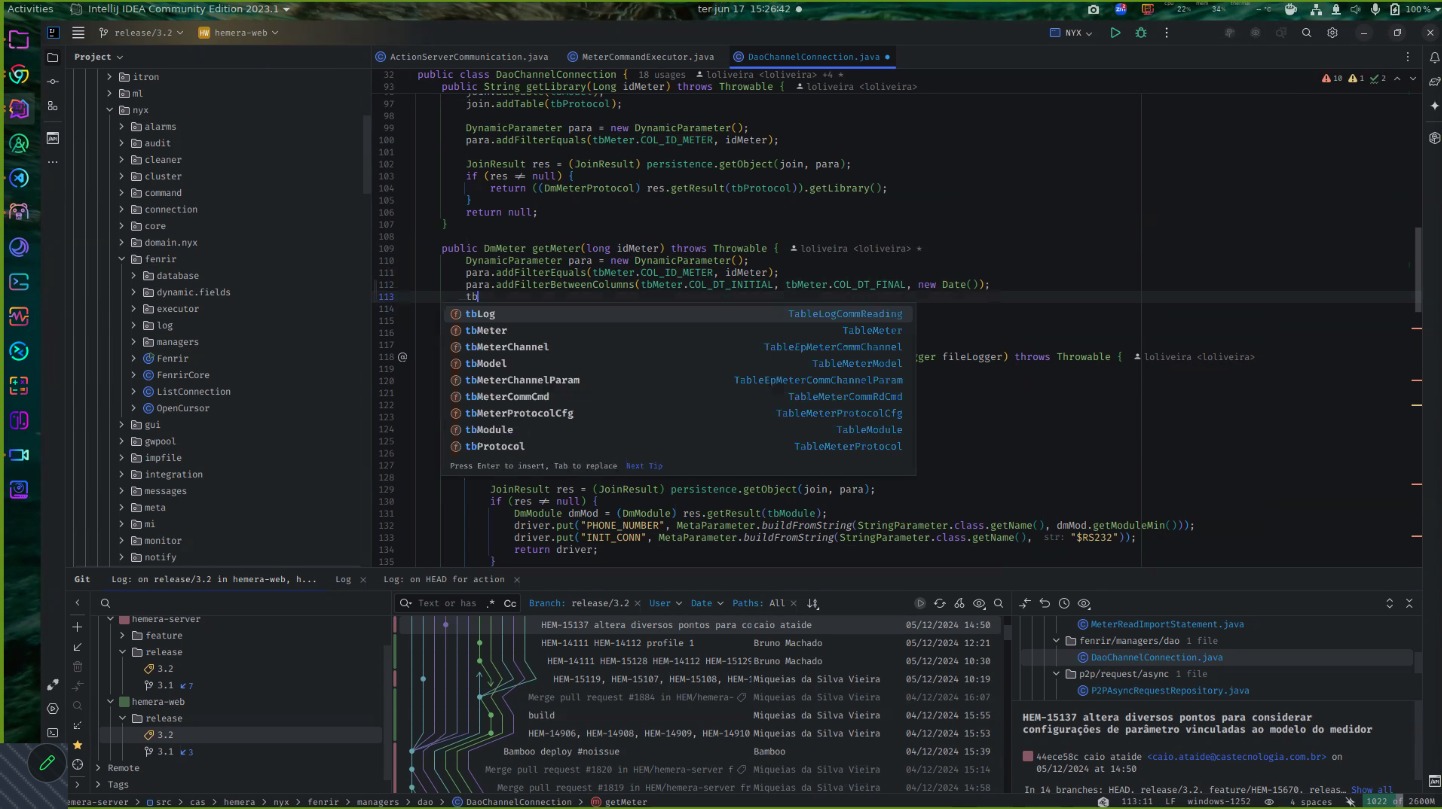 Activities
IntelliJ IDEA Community Edition 2023.1
ter, jun 17 15:26:42
22%
34%
100 %
release/3.2
hemera-web
NYX
Project
ActionServerCommunication.java
MeterCommandExecutor.java
DaoChannelConnection.java
itron
ml
nyx
alarms
audit
cleaner
cluster
command
connection
core
domain.nyx
fenrir
database
dynamic.fields
executor
log
managers
Fenrir
FenrirCore
ListConnection
OpenCursor
gui
gwpool
impfile
integration
messages
meta
mi
monitor
notify
32 public class DaoChannelConnection { 18 usages loliveira <loliveira> +4 *
93 public String getLibrary(Long idMeter) throws Throwable { loliveira <loliveira>
10 1 2
97 join.addTable(tbProtocol);
98
99 DynamicParameter para = new DynamicParameter();
100 para.addFilterEquals(tbMeter.COL_ID_METER, idMeter);
101
102 JoinResult res = (JoinResult) persistence.getObject(join, para);
103 if (res ≠ null) {
104 return ((DmMeterProtocol) res.getResult(tbProtocol)).getLibrary();
105 }
106 return null;
107 }
108
109 public DmMeter getMeter(long idMeter) throws Throwable { loliveira <loliveira> *
110 DynamicParameter para = new DynamicParameter();
111 para.addFilterEquals(tbMeter.COL_ID_METER, idMeter);
112 para.addFilterBetweenColumns(tbMeter.COL_DT_INITIAL, tbMeter.COL_DT_FINAL, new Date());
113 tb
114
tbLog TableLogCommReading
tbMeter TableMeter
tbMeterChannel TableEpMeterCommChannel
tbModel TableMeterModel
tbMeterChannelParam TableEpMeterCommChannelParam
tbMeterCommCmd TableMeterCommRdCmd
tbMeterProtocolCfg TableMeterProtocolCfg
tbModule TableModule
tbProtocol TableMeterProtocol
Press Enter to insert, Tab to replace Next Tip
118 @ ger fileLogger) throws Throwable { loliveira <loliveira>
119
120
121
122
123
124
125
126
127
128
129 JoinResult res = (JoinResult) persistence.getObject(join, para);
130 if (res ≠ null) {
131 DmModule dmMod = (DmModule) res.getResult(tbModule);
132 driver.put("PHONE_NUMBER", MetaParameter.buildFromString(StringParameter.class.getName(), dmMod.getModuleMin()));
133 driver.put("INIT_CONN", MetaParameter.buildFromString(StringParameter.class.getName(), str: "$RS232"));
134 return driver;
135 }
Git
Log: on release/3.2 in hemera-web, h...
Log
Log: on HEAD for action
Text or has
.*
Cc
Branch: release/3.2
User
Date
Paths: All
hemera-server
feature
release
3.2
3.1 7
hemera-web
release
3.2
3.1 3
Remote
Tags
HEM-15137 altera diversos pontos para co caio ataide 05/12/2024 14:50
HEM-14111 HEM-14112 profile 1 Bruno Machado 05/12/2024 12:21
HEM-14111 HEM-15128 HEM-14112 HEM-15129 Bruno Machado 05/12/2024 10:30
HEM-15119, HEM-15107, HEM-15108, HEM-1 Miqueias da Silva Vieira 05/12/2024 10:19
Merge pull request #1884 in HEM/hemera- Miqueias da Silva Vieira 04/12/2024 16:07
build Miqueias da Silva Vieira 04/12/2024 15:55
HEM-14906, HEM-14908, HEM-14909, HEM-14910 Miqueias da Silva Vieira 04/12/2024 15:53
Bamboo deploy #noissue Bamboo 04/12/2024 15:39
Merge pull request #1820 in HEM/hemera-server f Miqueias da Silva Vieira 04/12/2024 15:14
MeterReadImportStatement.java
fenrir/managers/dao 1 file
DaoChannelConnection.java
p2p/request/async 1 file
P2PAsyncRequestRepository.java
HEM-15137 altera diversos pontos para considerar
configurações de parâmetro vinculadas ao modelo do medidor
44ece58c caio ataide <caio.ataide@castecnologia.com.br> on
05/12/2024 at 14:50
In 14 branches: HEAD, release/3.2, feature/HEM-15670, releas... Show all
emera-server
src
cas
hemera
nyx
fenrir
managers
dao
DaoChannelConnection
getMeter
113:11
LF
windows-1252
spaces
1022 of 2600M